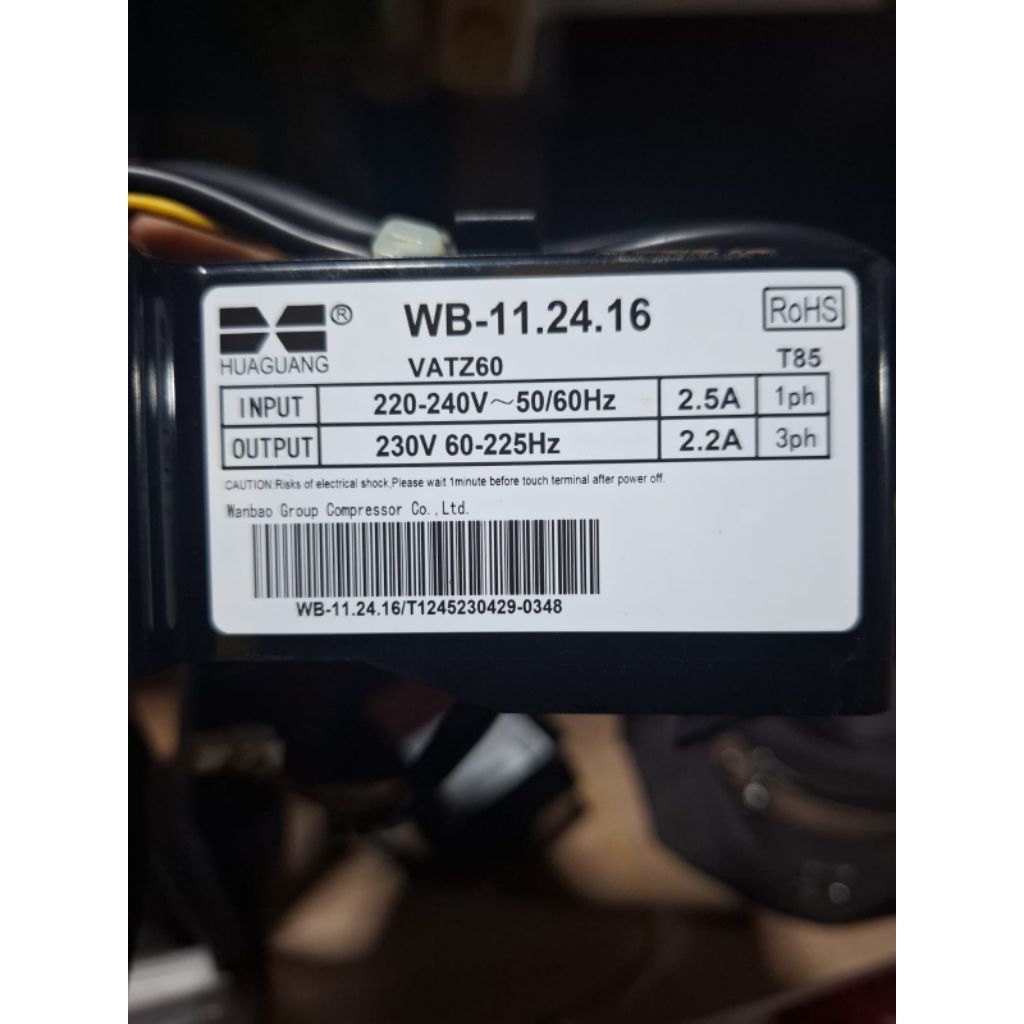 WB-11.24.16
RoHS
®
HUAGUANG
VATZ60
T85
INPUT 220-240V～50/60Hz 2.5A 1ph
OUTPUT 230V 60-225Hz 2.2A 3ph
CAUTION:Risks of electrical shock,Please wait 1minute before touch terminal after power off.
Wanbao Group Compressor Co.,Ltd.
WB-11.24.16/T1245230429-0348